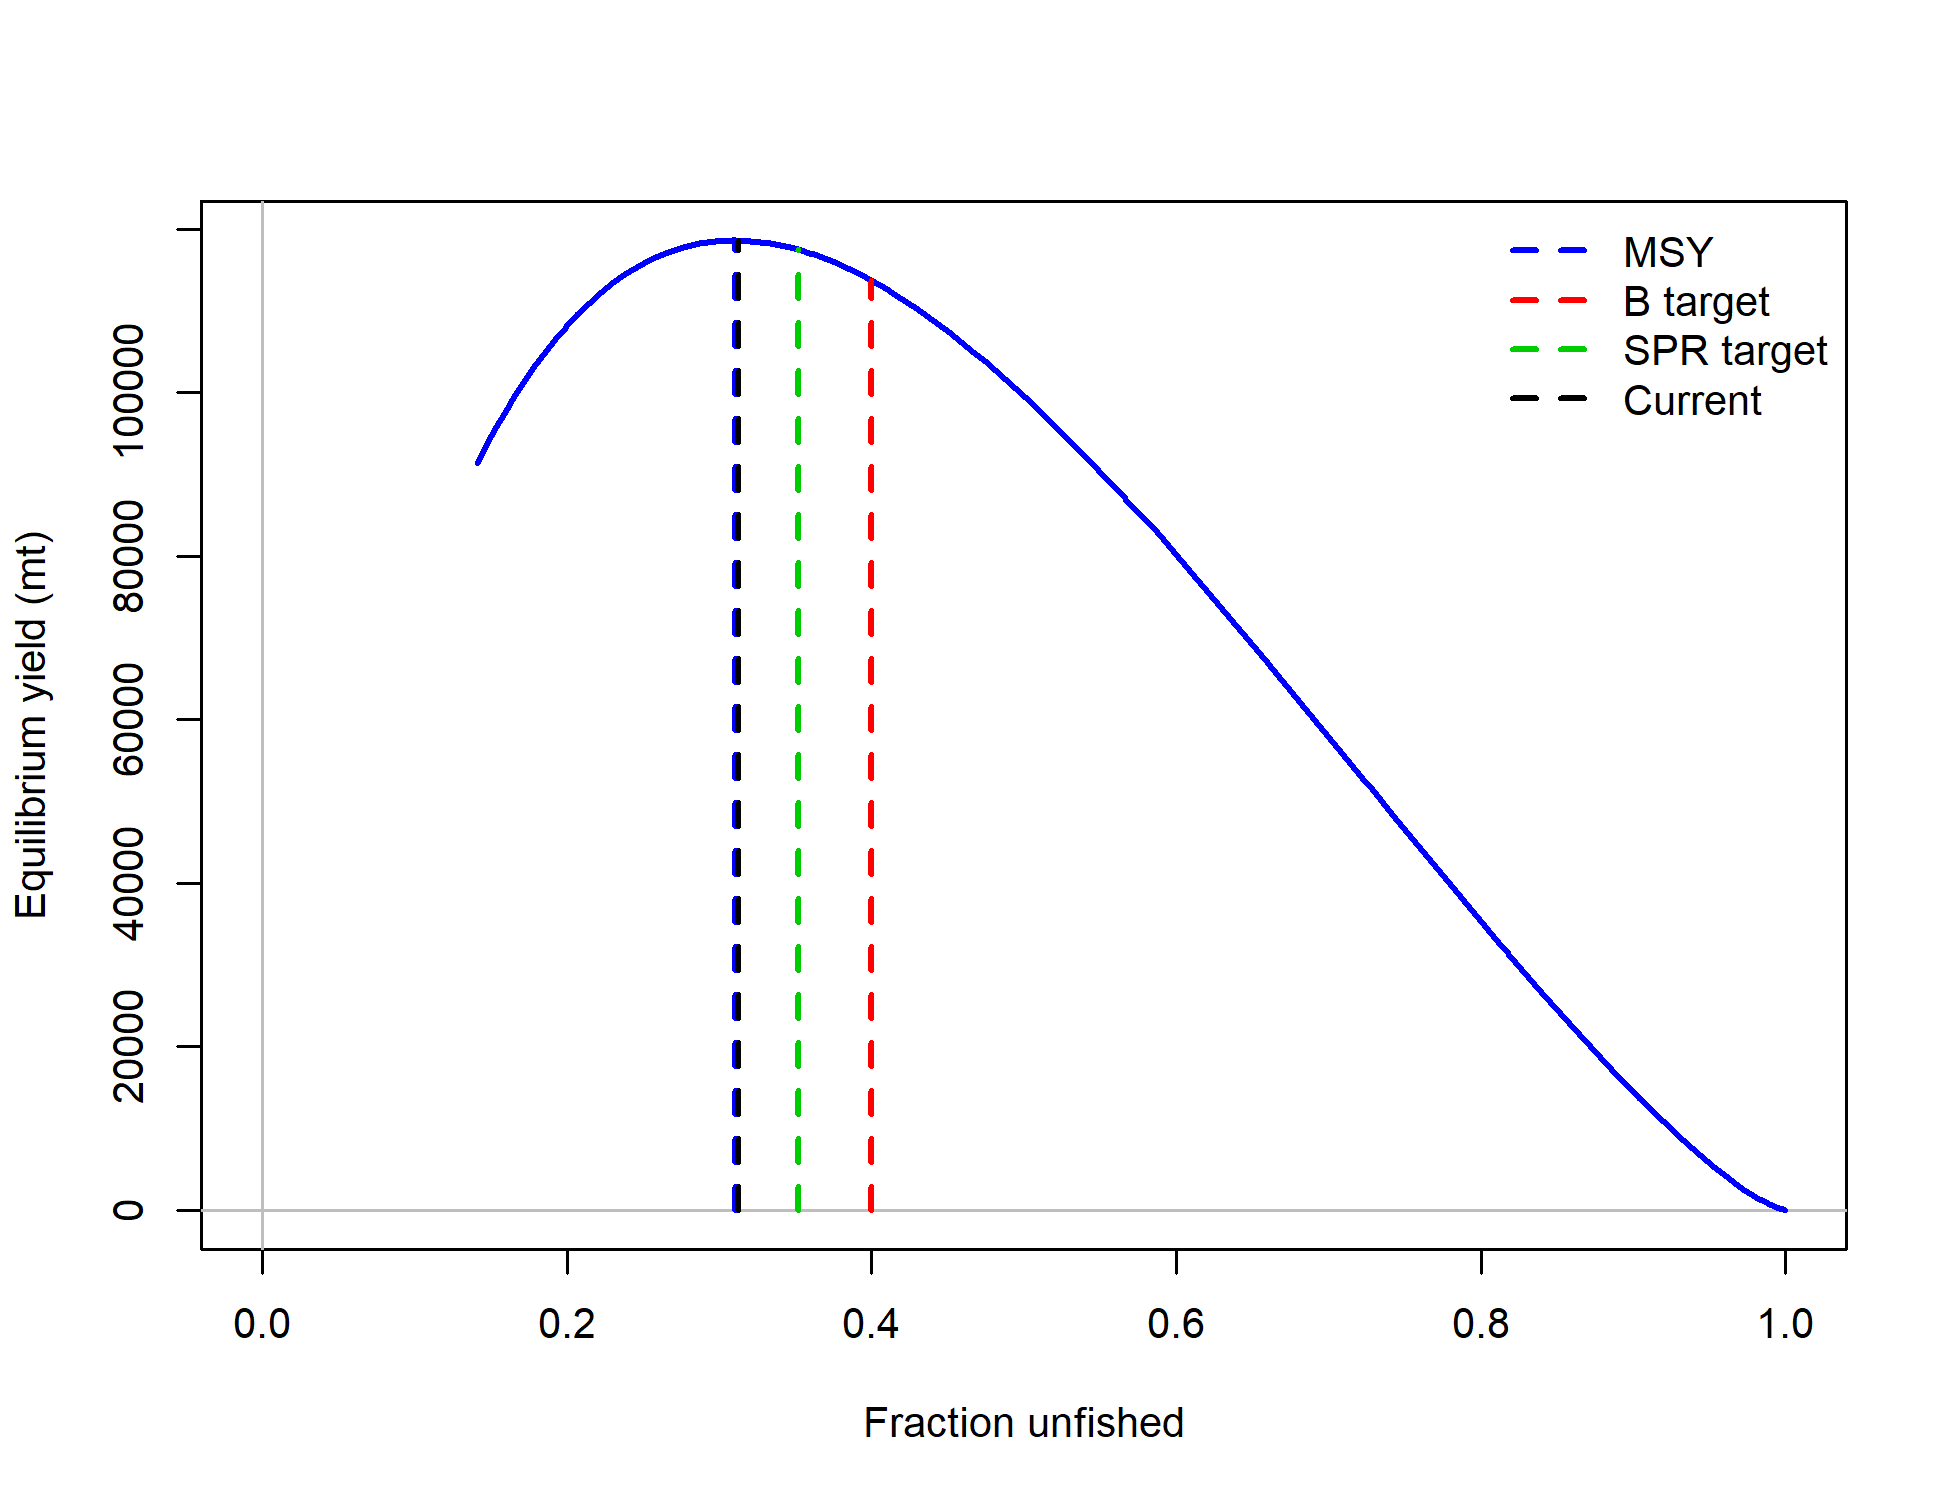 MSY
B target
SPR target
Current
Equilibrium yield (mt)
100000
80000
60000
40000
20000
0
0.0 0.2 0.4 0.6 0.8 1.0
Fraction unfished